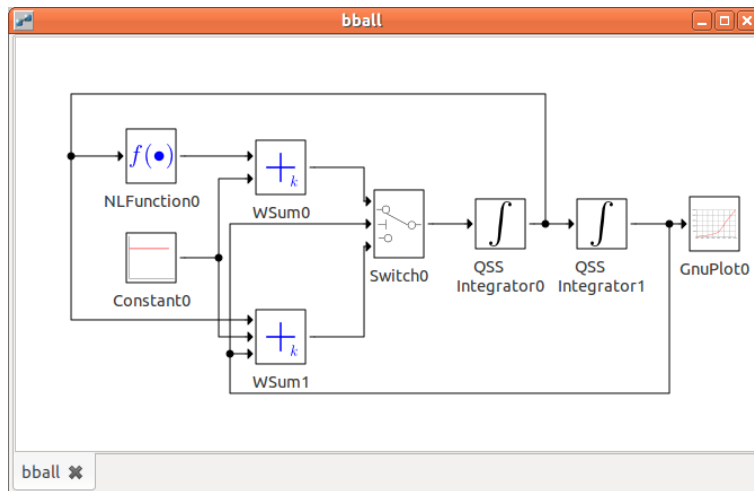 bball
f(•)
NLFunction0
+k
WSum0
Switch0
∫
QSS
Integrator0
∫
QSS
Integrator1
GnuPlot0
Constant0
+k
WSum1
bball